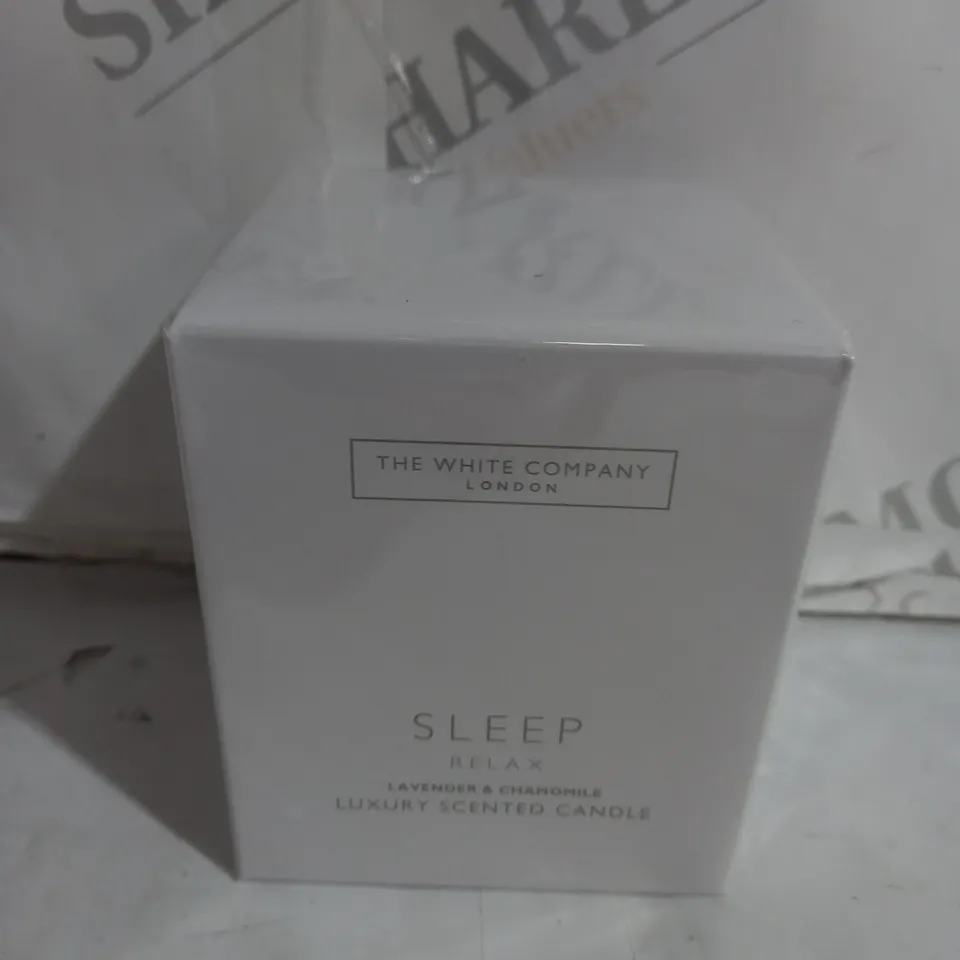 THE WHITE COMPANY
LONDON
SLEEP
RELAX
LAVENDER & CHAMOMILE
LUXURY SCENTED CANDLE